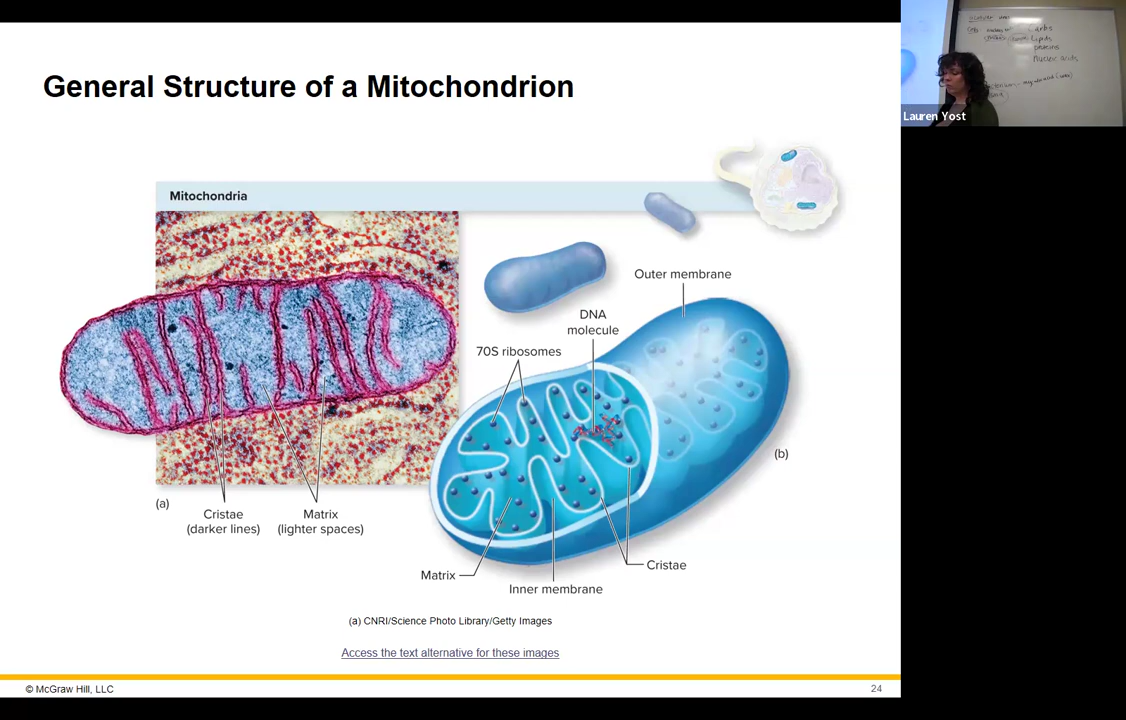 General Structure of a Mitochondrion
Mitochondria
Outer membrane
DNA
molecule
70S ribosomes
(b)
(a)
Cristae
(darker lines)
Matrix
(lighter spaces)
Matrix
Inner membrane
Cristae
(a) CNRI/Science Photo Library/Getty Images
Access the text alternative for these images
© McGraw Hill, LLC
24
Carbs
Lipids
proteins
nucleic acids
Lauren Yost